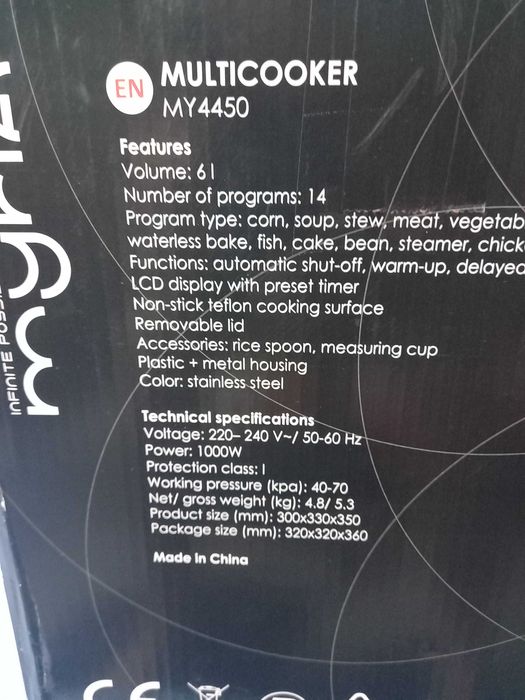 EN
MULTICOOKER
MY4450
Features
Volume: 6 l
Number of programs: 14
Program type: corn, soup, stew, meat, vegetab
waterless bake, fish, cake, bean, steamer, chick
Functions: automatic shut-off, warm-up, delayed
LCD display with preset timer
Non-stick teflon cooking surface
Removable lid
Accessories: rice spoon, measuring cup
Plastic + metal housing
Color: stainless steel
Technical specifications
Voltage: 220– 240 V~/ 50-60 Hz
Power: 1000W
Protection class: I
Working pressure (kpa): 40-70
Net/ gross weight (kg): 4.8/ 5.3
Product size (mm): 300x330x350
Package size (mm): 320x320x360
Made in China
myria
INFINITE
CE